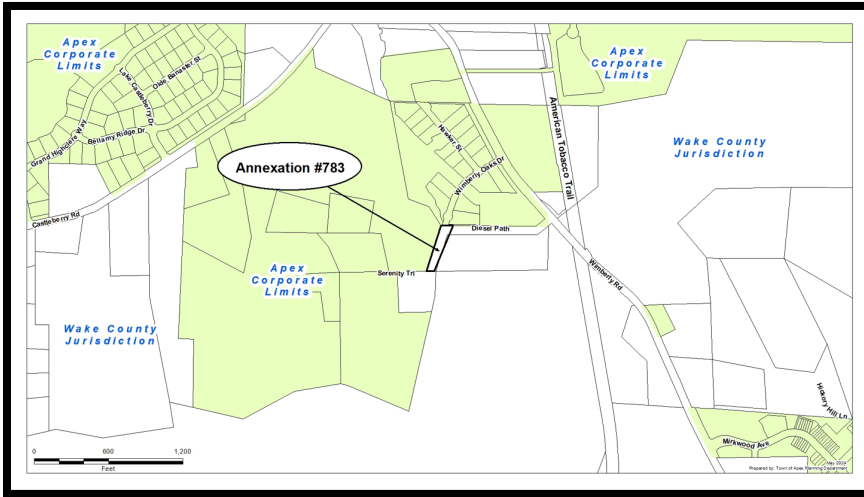 Apex
Corporate
Limits
Apex
Corporate
Limits
Olde Banaster St
Lake Castleberry Dr
Grand Highclere Way
Bellamy Ridge Dr
Castleberry Rd
American Tobacco Trail
Wake County
Jurisdiction
Hawker St
Wimberly Oaks Dr
Annexation #783
Diesel Path
Serenity Trl
Apex
Corporate
Limits
Wimberly Rd
Wake County
Jurisdiction
Hickory Hill Ln
Mirkwood Ave
0 600 1,200
Feet
May 2024
Prepared by: Town of Apex Planning Department